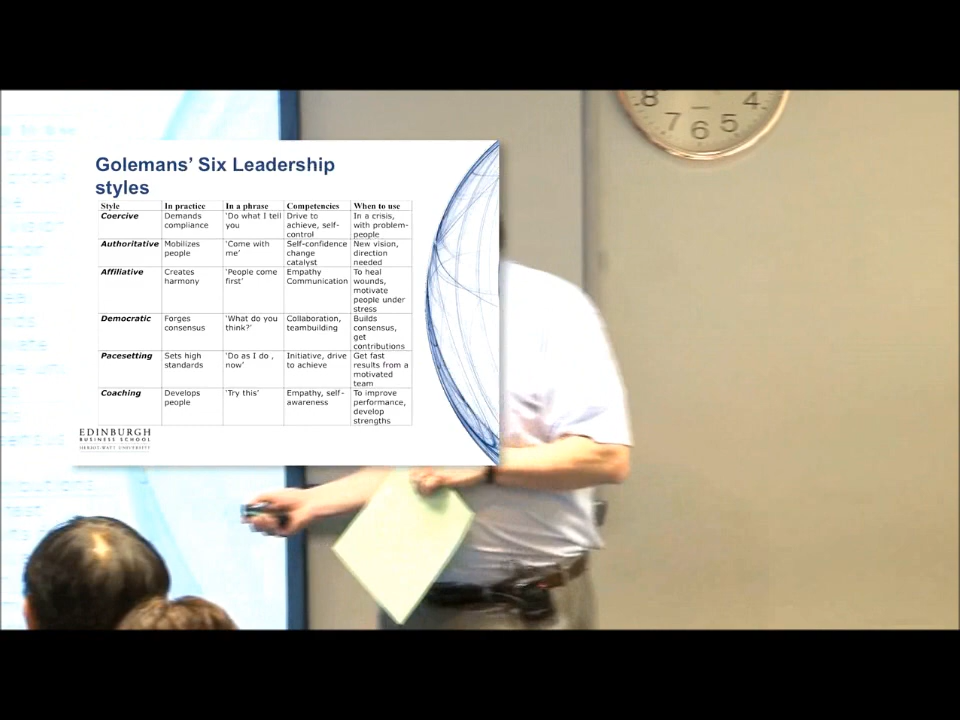 8 7 6 5 4
Golemans’ Six Leadership
styles
Style In practice In a phrase Competencies When to use
Coercive Demands ‘Do what I tell Drive to In a crisis,
compliance you achieve, self- with problem-
control people
Authoritative Mobilizes ‘Come with Self-confidence New vision,
people me’ change direction
catalyst needed
Affiliative Creates ‘People come Empathy To heal
harmony first’ Communication wounds,
motivate
people under
stress
Democratic Forges ‘What do you Collaboration, Builds
consensus think?’ teambuilding consensus,
get
contributions
Pacesetting Sets high ‘Do as I do , Initiative, drive Get fast
standards now’ to achieve results from a
motivated
team
Coaching Develops ‘Try this’ Empathy, self- To improve
people awareness performance,
develop
strengths
EDINBURGH
BUSINESS SCHOOL
HERIOT-WATT UNIVERSITY